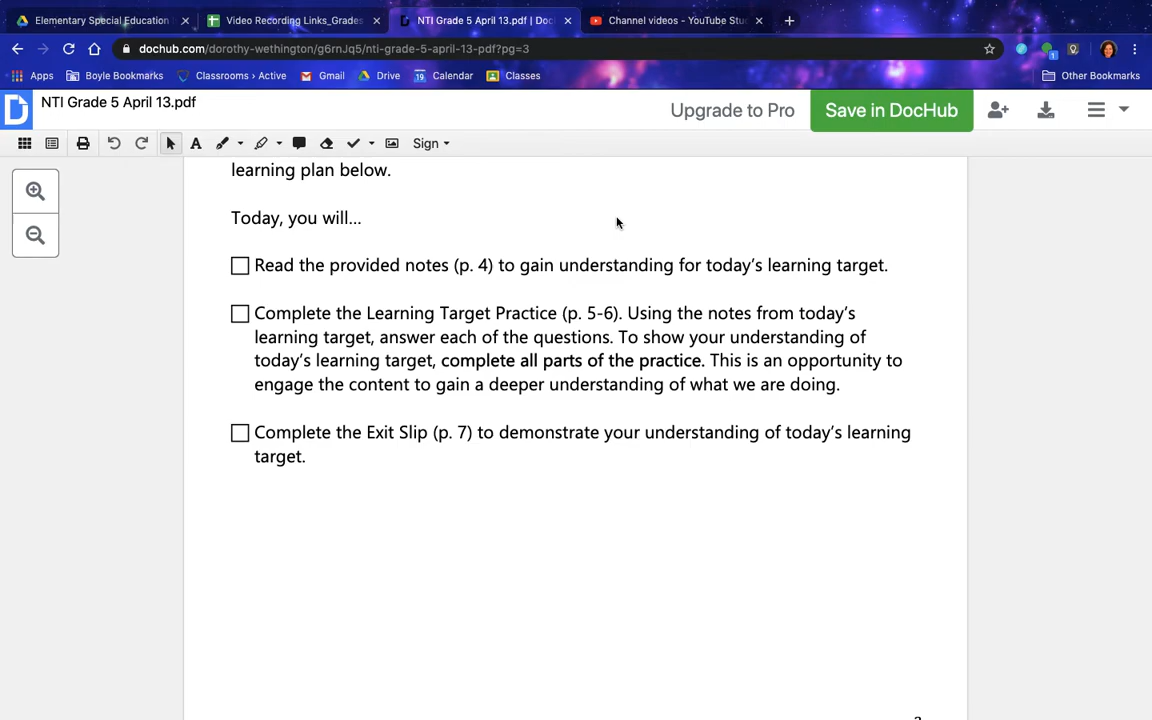 Elementary Special Education
Video Recording Links_Grades
NTI Grade 5 April 13.pdf | Doc
Channel videos - YouTube Stu
dochub.com/dorothy-wethington/g6rnJq5/nti-grade-5-april-13-pdf?pg=3
Apps Boyle Bookmarks Classrooms > Active Gmail Drive 19 Calendar Classes Other Bookmarks
NTI Grade 5 April 13.pdf
Upgrade to Pro Save in DocHub
A Sign
learning plan below.
Today, you will...
Read the provided notes (p. 4) to gain understanding for today's learning target.
Complete the Learning Target Practice (p. 5-6). Using the notes from today's
learning target, answer each of the questions. To show your understanding of
today's learning target, complete all parts of the practice. This is an opportunity to
engage the content to gain a deeper understanding of what we are doing.
Complete the Exit Slip (p. 7) to demonstrate your understanding of today's learning
target.